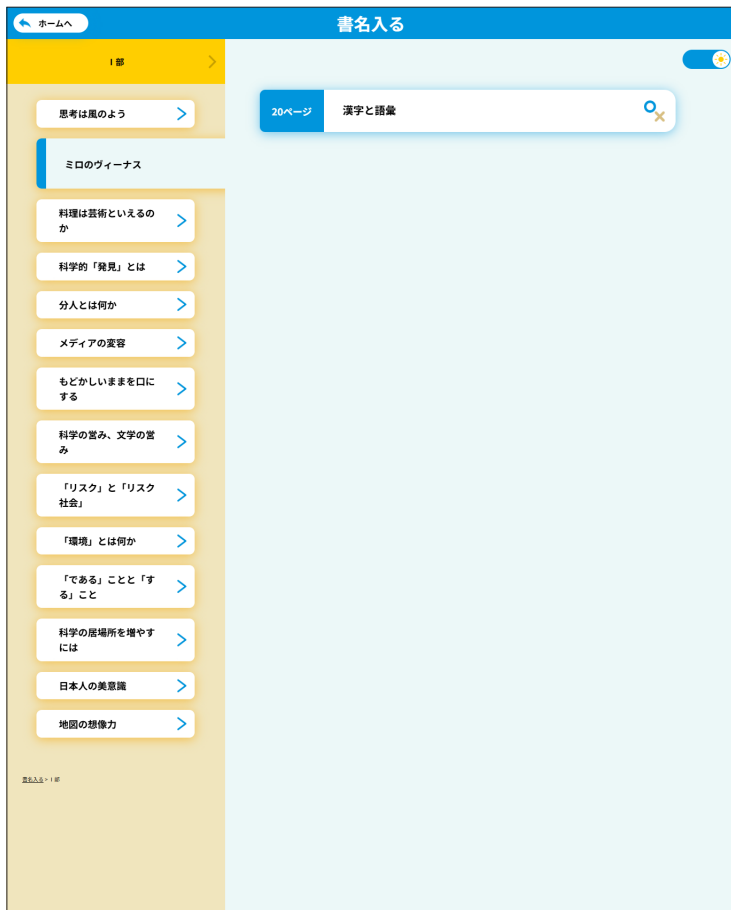 ホームへ
書名入る
Ⅰ部
思考は風のよう
ミロのヴィーナス
料理は芸術といえるの
か
科学的「発見」とは
分人とは何か
メディアの変容
もどかしいままを口に
する
科学の営み、文学の営
み
「リスク」と「リスク
社会」
「環境」とは何か
「である」ことと「す
る」こと
科学の居場所を増やす
には
日本人の美意識
地図の想像力
書名入る > Ⅰ部
20ページ
漢字と語彙